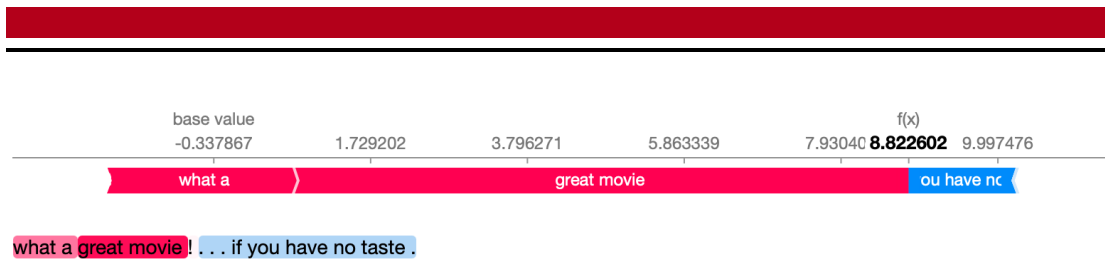 base value f(x)
-0.337867 1.729202 3.796271 5.863339 7.93040 8.822602 9.997476
what a great movie ou have no
what a great movie ! . . . if you have no taste .